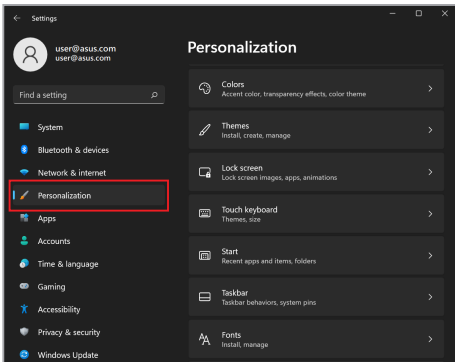 Settings
user@asus.com
user@asus.com
Find a setting
System
Bluetooth & devices
Network & internet
Personalization
Apps
Accounts
Time & language
Gaming
Accessibility
Privacy & security
Windows Update
Personalization
Colors
Accent color, transparency effects, color theme
Themes
Install, create, manage
Lock screen
Lock screen images, apps, animations
Touch keyboard
Themes, size
Start
Recent apps and items, folders
Taskbar
Taskbar behaviors, system pins
Fonts
Install, manage